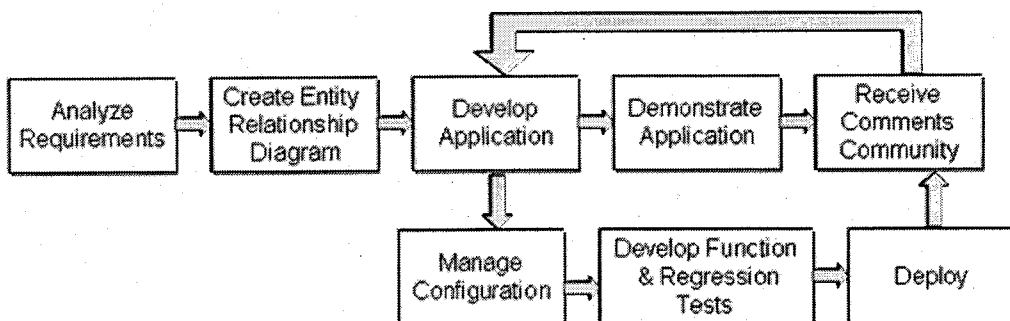 Analyze
Requirements
Create Entity
Relationship
Diagram
Develop
Application
Demonstrate
Application
Receive
Comments
Community
Manage
Configuration
Develop Function
& Regression
Tests
Deploy